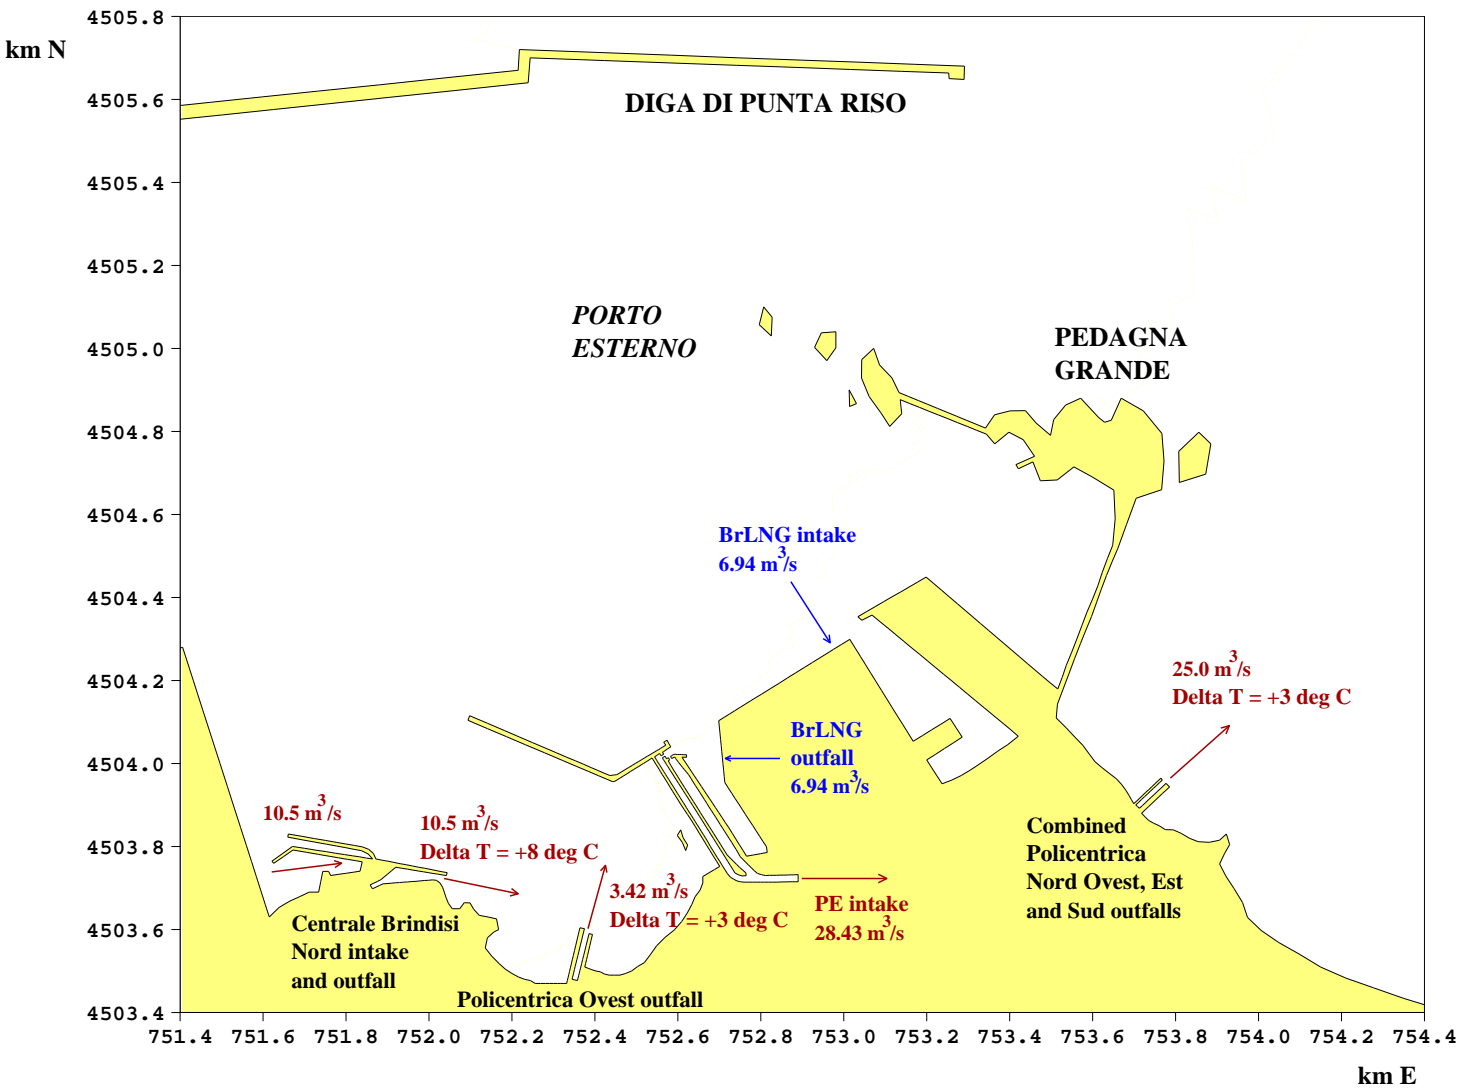 km N
4505.8
4505.6
4505.4
4505.2
4505.0
4504.8
4504.6
4504.4
4504.2
4504.0
4503.8
4503.6
4503.4
DIGA DI PUNTA RISO
PORTO
ESTERNO
PEDAGNA
GRANDE
BrLNG intake
6.94 m³/s
25.0 m³/s
Delta T = +3 deg C
BrLNG
outfall
6.94 m³/s
10.5 m³/s
10.5 m³/s
Delta T = +8 deg C
3.42 m³/s
Delta T = +3 deg C
PE intake
28.43 m³/s
Combined
Policentrica
Nord Ovest, Est
and Sud outfalls
Centrale Brindisi
Nord intake
and outfall
Policentrica Ovest outfall
751.4 751.6 751.8 752.0 752.2 752.4 752.6 752.8 753.0 753.2 753.4 753.6 753.8 754.0 754.2 754.4
km E